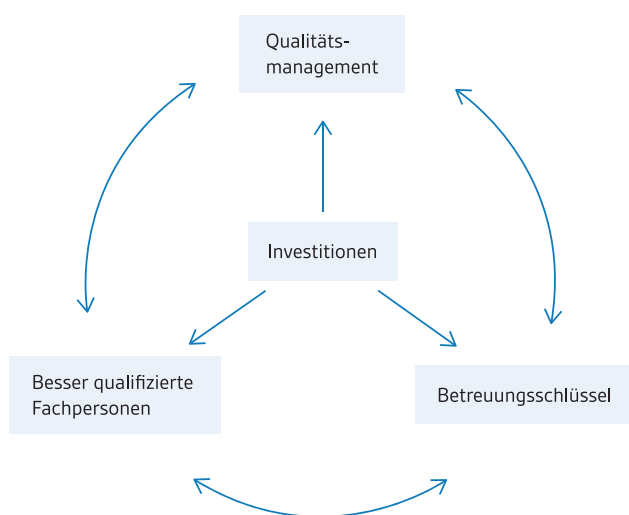 Qualitäts-
management
Investitionen
Besser qualifizierte
Fachpersonen
Betreuungsschlüssel